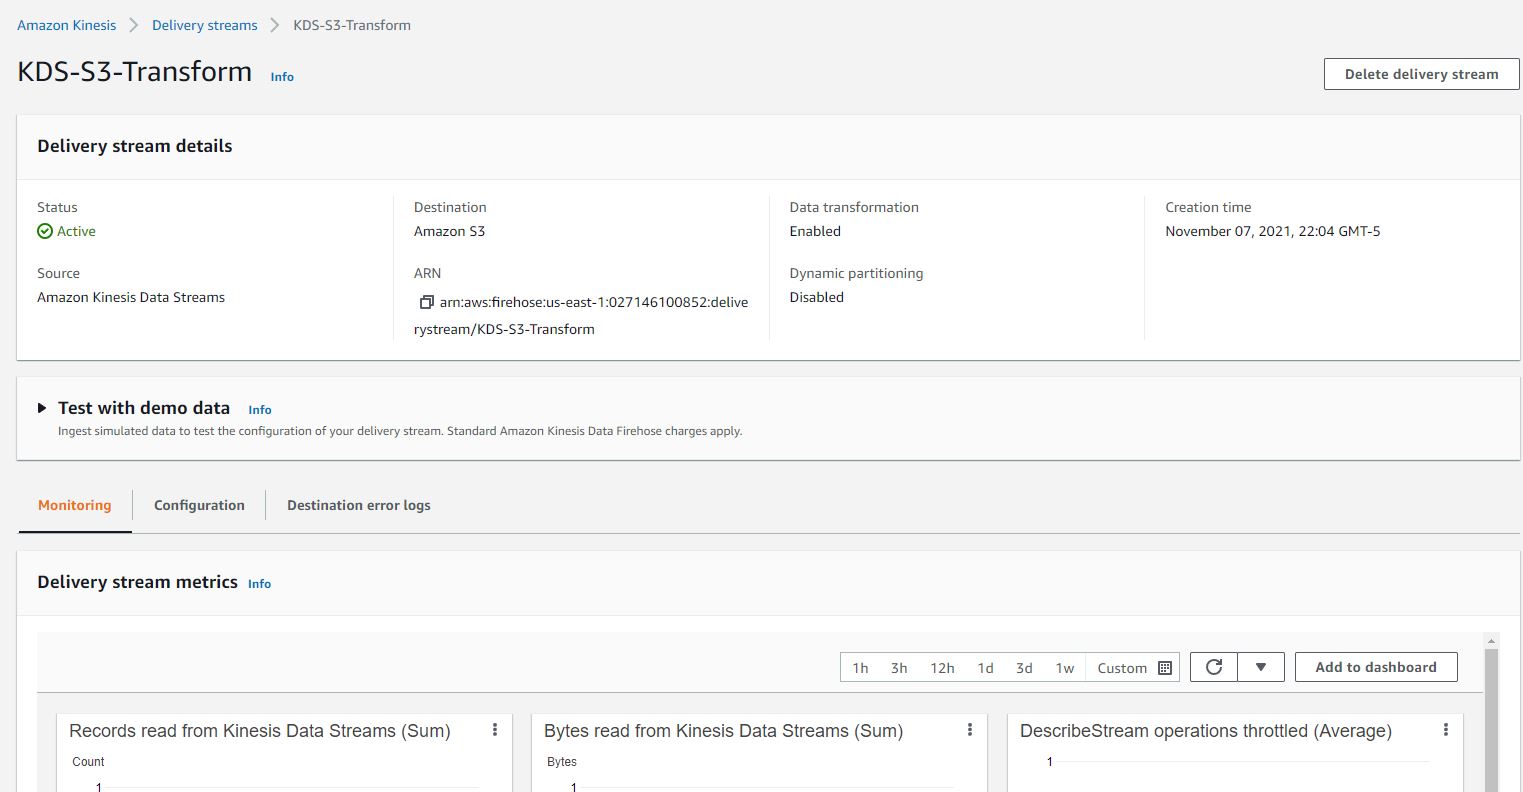 Amazon Kinesis > Delivery streams > KDS-S3-Transform
KDS-S3-Transform Info
Delete delivery stream
Delivery stream details
Status
Active
Source
Amazon Kinesis Data Streams
Destination
Amazon S3
ARN
arn:aws:firehose:us-east-1:027146100852:delive
rystream/KDS-S3-Transform
Data transformation
Enabled
Dynamic partitioning
Disabled
Creation time
November 07, 2021, 22:04 GMT-5
Test with demo data Info
Ingest simulated data to test the configuration of your delivery stream. Standard Amazon Kinesis Data Firehose charges apply.
Monitoring Configuration Destination error logs
Delivery stream metrics Info
1h 3h 12h 1d 3d 1w Custom Add to dashboard
Records read from Kinesis Data Streams (Sum)
Count
1
Bytes read from Kinesis Data Streams (Sum)
Bytes
1
DescribeStream operations throttled (Average)
1